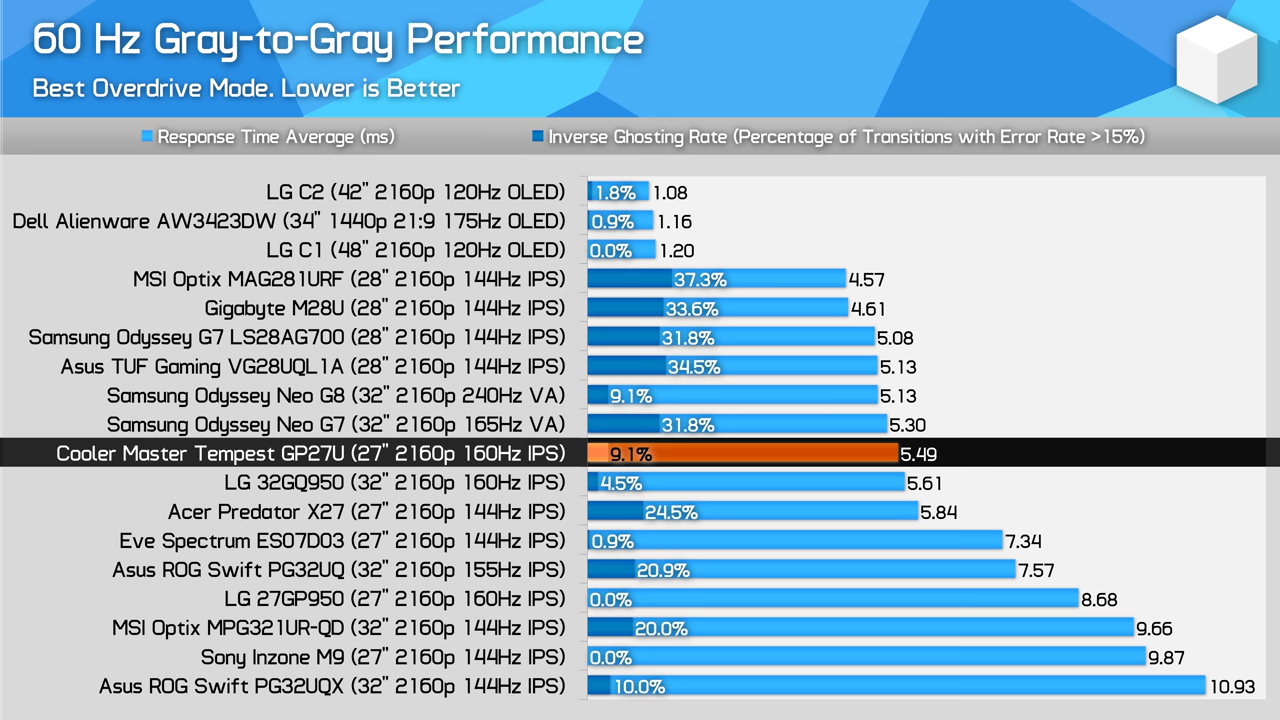 60 Hz Gray-to-Gray Performance
Best Overdrive Mode. Lower is Better
Response Time Average (ms) Inverse Ghosting Rate (Percentage of Transitions with Error Rate >15%)
LG C2 (42" 2160p 120Hz OLED) 1.8% 1.08
Dell Alienware AW3423DW (34" 1440p 21:9 175Hz OLED) 0.9% 1.16
LG C1 (48" 2160p 120Hz OLED) 0.0% 1.20
MSI Optix MAG281URF (28" 2160p 144Hz IPS) 37.3% 4.57
Gigabyte M28U (28" 2160p 144Hz IPS) 33.6% 4.61
Samsung Odyssey G7 LS28AG700 (28" 2160p 144Hz IPS) 31.8% 5.08
Asus TUF Gaming VG28UQL1A (28" 2160p 144Hz IPS) 34.5% 5.13
Samsung Odyssey Neo G8 (32" 2160p 240Hz VA) 9.1% 5.13
Samsung Odyssey Neo G7 (32" 2160p 165Hz VA) 31.8% 5.30
Cooler Master Tempest GP27U (27" 2160p 160Hz IPS) 9.1% 5.49
LG 32GQ950 (32" 2160p 160Hz IPS) 4.5% 5.61
Acer Predator X27 (27" 2160p 144Hz IPS) 24.5% 5.84
Eve Spectrum ES07D03 (27" 2160p 144Hz IPS) 0.9% 7.34
Asus ROG Swift PG32UQ (32" 2160p 155Hz IPS) 20.9% 7.57
LG 27GP950 (27" 2160p 160Hz IPS) 0.0% 8.68
MSI Optix MPG321UR-QD (32" 2160p 144Hz IPS) 20.0% 9.66
Sony Inzone M9 (27" 2160p 144Hz IPS) 0.0% 9.87
Asus ROG Swift PG32UQX (32" 2160p 144Hz IPS) 10.0% 10.93